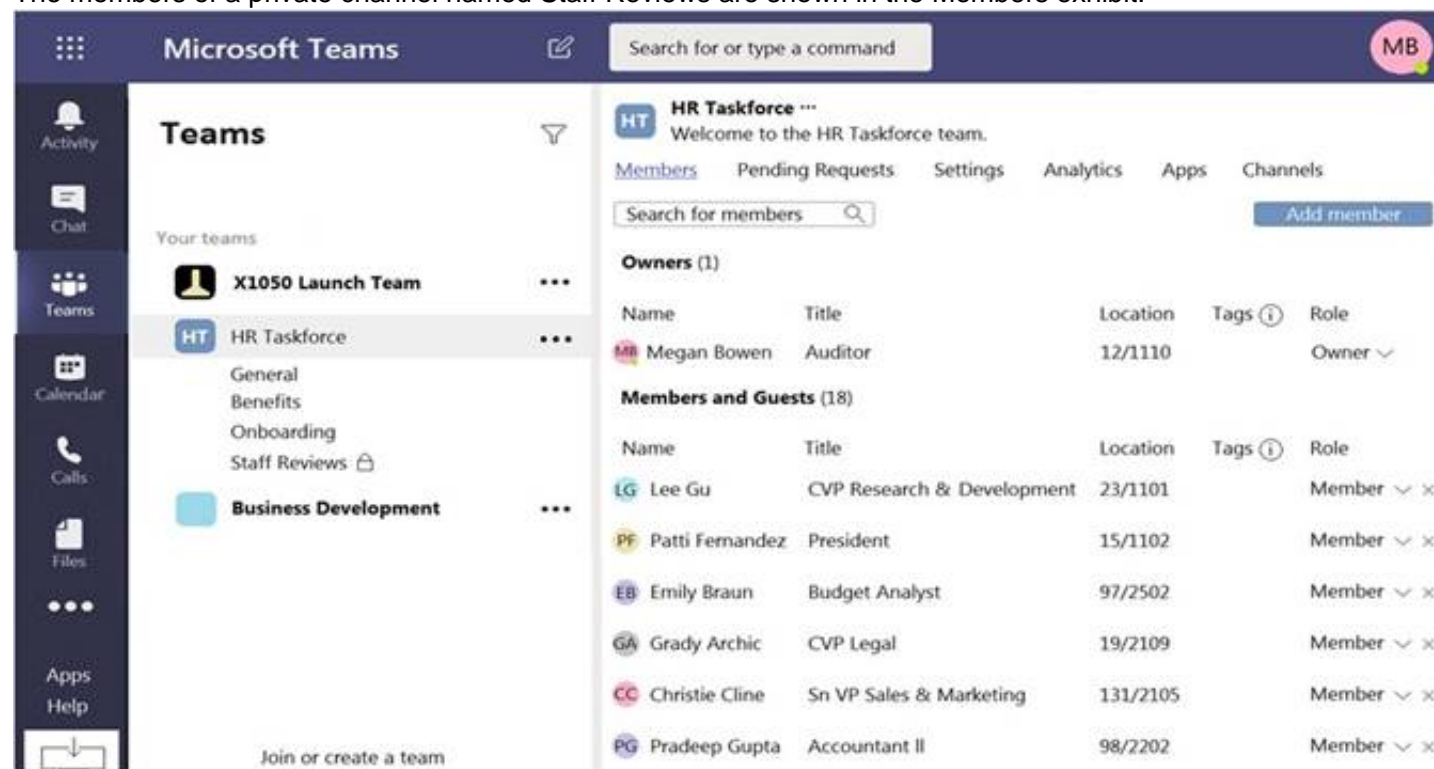 The members of a private channel named Staff Reviews are shown in the Members exhibit.
Microsoft Teams
Search for or type a command
MB
Activity
Chat
Teams
Calendar
Calls
Files
Apps
Help
Teams
Your teams
X1050 Launch Team
HT HR Taskforce
General
Benefits
Onboarding
Staff Reviews
Business Development
Join or create a team
HT HR Taskforce ...
Welcome to the HR Taskforce team.
Members Pending Requests Settings Analytics Apps Channels
Search for members Add member
Owners (1)
Name Title Location Tags Role
MB Megan Bowen Auditor 12/1110 Owner
Members and Guests (18)
Name Title Location Tags Role
LG Lee Gu CVP Research & Development 23/1101 Member
PF Patti Fernandez President 15/1102 Member
EB Emily Braun Budget Analyst 97/2502 Member
GA Grady Archic CVP Legal 19/2109 Member
CC Christie Cline Sn VP Sales & Marketing 131/2105 Member
PG Pradeep Gupta Accountant II 98/2202 Member